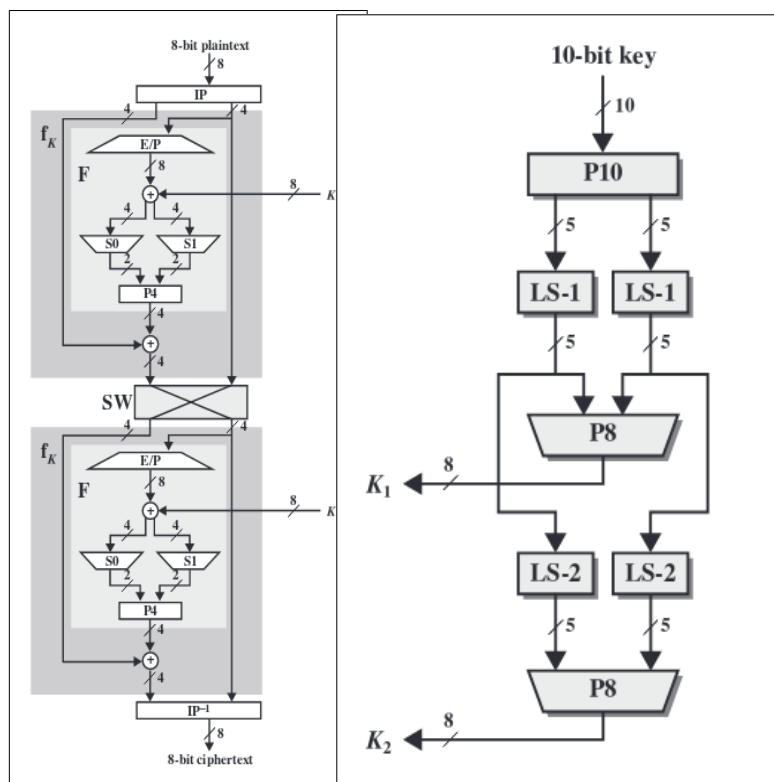 8-bit plaintext
8
IP
4
4
f_K
E/P
F
8
8
K
4
4
S0
S1
2
2
P4
4
4
SW
4
4
f_K
E/P
F
8
8
K
4
4
S0
S1
2
2
P4
4
4
IP⁻¹
8
8-bit ciphertext
10-bit key
10
P10
5
5
LS-1
LS-1
5
5
P8
K₁
8
LS-2
LS-2
5
5
P8
K₂
8